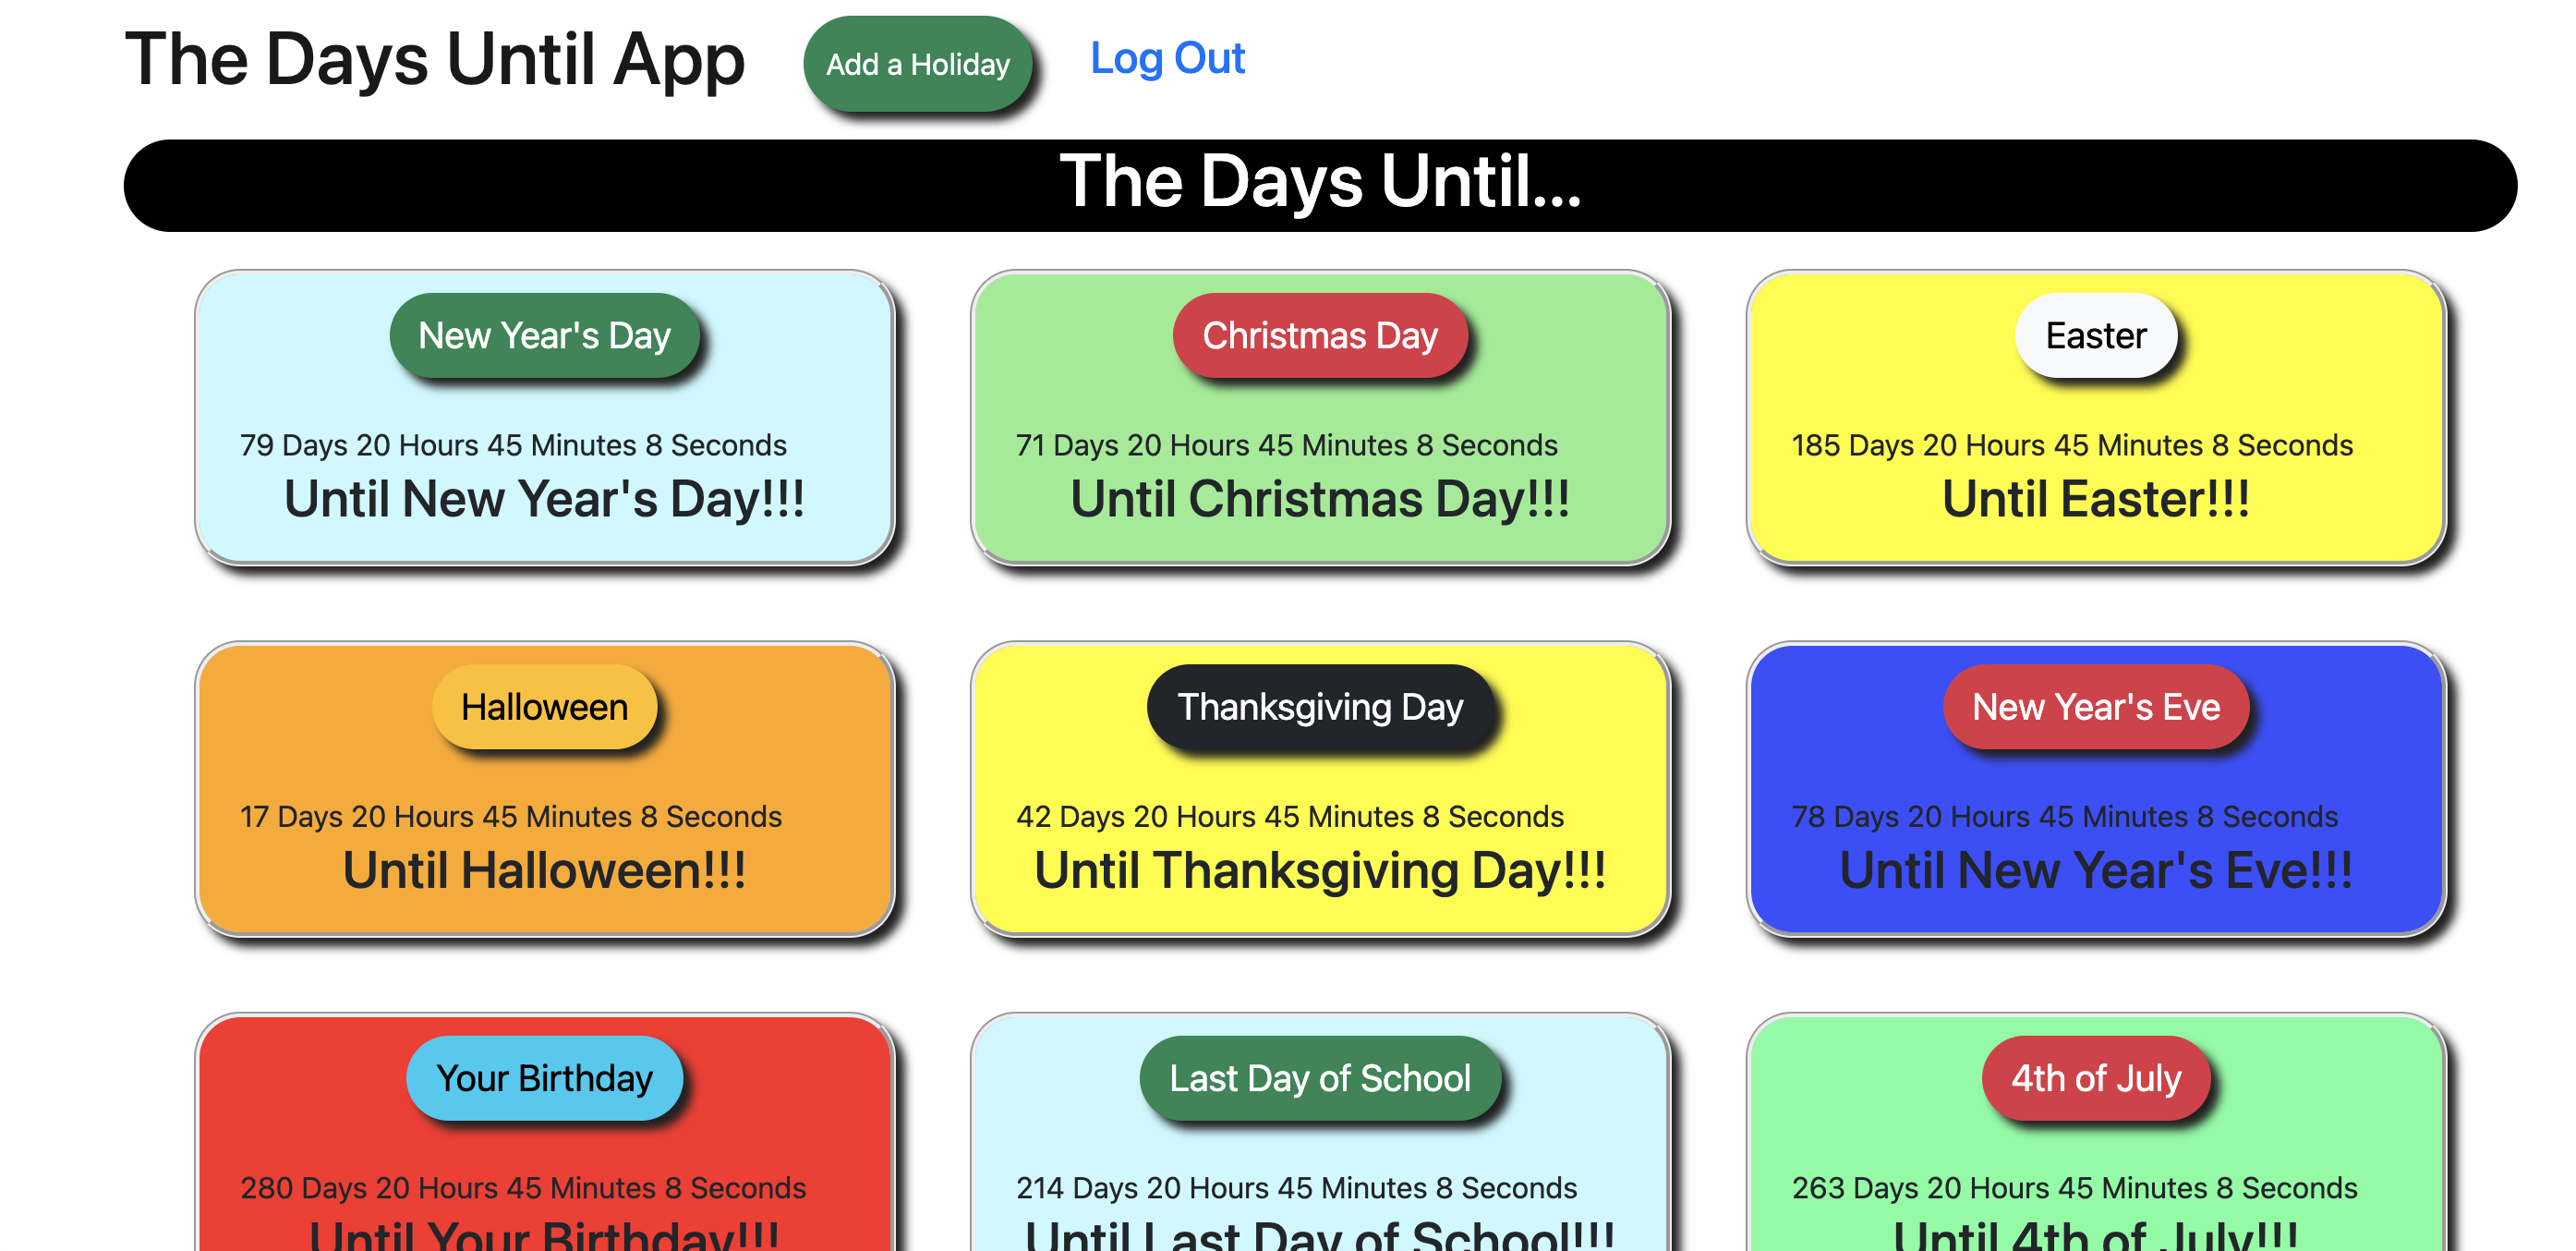 The Days Until App
Add a Holiday
Log Out
The Days Until...
New Year's Day
79 Days 20 Hours 45 Minutes 8 Seconds
Until New Year's Day!!!
Christmas Day
71 Days 20 Hours 45 Minutes 8 Seconds
Until Christmas Day!!!
Easter
185 Days 20 Hours 45 Minutes 8 Seconds
Until Easter!!!
Halloween
17 Days 20 Hours 45 Minutes 8 Seconds
Until Halloween!!!
Thanksgiving Day
42 Days 20 Hours 45 Minutes 8 Seconds
Until Thanksgiving Day!!!
New Year's Eve
78 Days 20 Hours 45 Minutes 8 Seconds
Until New Year's Eve!!!
Your Birthday
280 Days 20 Hours 45 Minutes 8 Seconds
Until Your Birthday!!!
Last Day of School
214 Days 20 Hours 45 Minutes 8 Seconds
Until Last Day of School!!!
4th of July
263 Days 20 Hours 45 Minutes 8 Seconds
Until 4th of July!!!